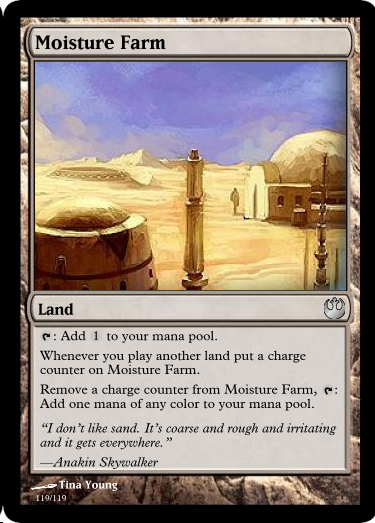 Moisture Farm
Land
: Add 1 to your mana pool.
Whenever you play another land put a charge
counter on Moisture Farm.
Remove a charge counter from Moisture Farm, :
Add one mana of any color to your mana pool.
“I don't like sand. It's coarse and rough and irritating
and it gets everywhere.”
—Anakin Skywalker
Tina Young
119/119